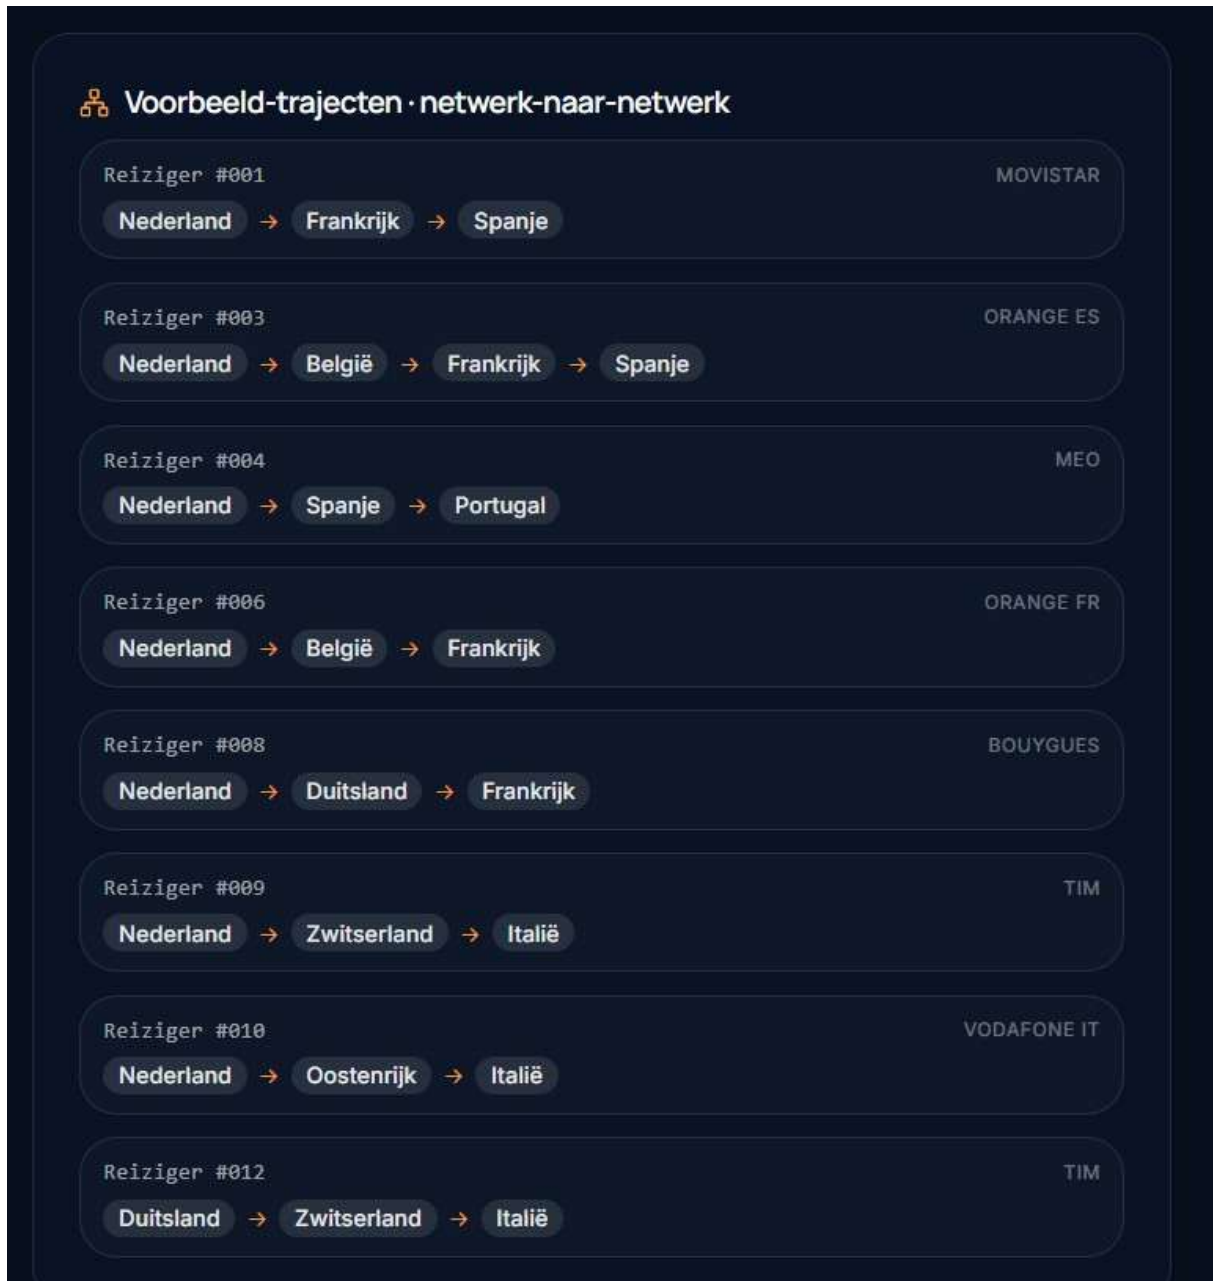 Voorbeeld-trajecten · netwerk-naar-netwerk
Reiziger #001 MOVISTAR
Nederland → Frankrijk → Spanje
Reiziger #003 ORANGE ES
Nederland → België → Frankrijk → Spanje
Reiziger #004 MEO
Nederland → Spanje → Portugal
Reiziger #006 ORANGE FR
Nederland → België → Frankrijk
Reiziger #008 BOUYGUES
Nederland → Duitsland → Frankrijk
Reiziger #009 TIM
Nederland → Zwitserland → Italië
Reiziger #010 VODAFONE IT
Nederland → Oostenrijk → Italië
Reiziger #012 TIM
Duitsland → Zwitserland → Italië